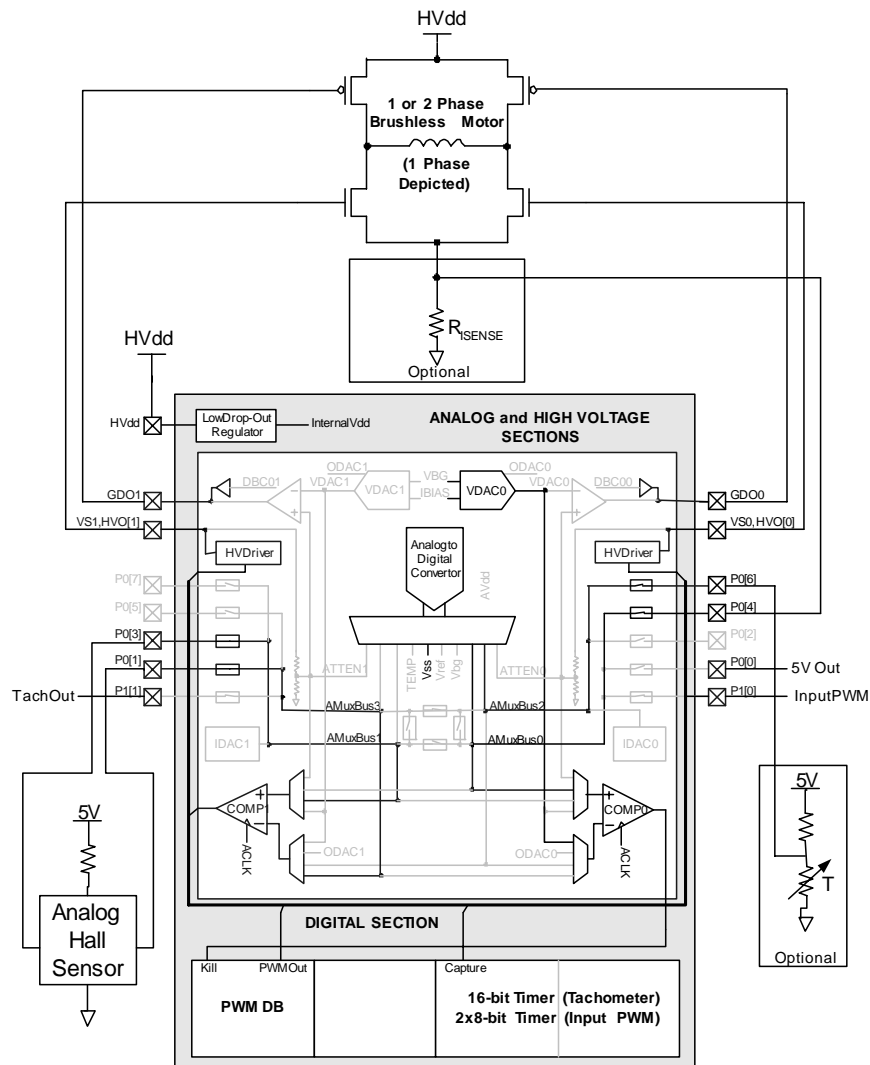 HVdd
1 or 2 Phase
Brushless Motor
(1 Phase
Depicted)
RISENSE
Optional
HVdd
HVdd
LowDrop-Out
Regulator
InternalVdd
ANALOG and HIGH VOLTAGE
SECTIONS
ODAC1
ODAC0
DBC01
VDAC1
VBG
VDAC0
DBC00
IBIAS
VDAC1
VDAC0
GDO1
GDO0
VS1,HVO[1]
VS0,HVO[0]
HVDriver
HVDriver
Analogto
Digital
Convertor
AVdd
P0[7]
P0[6]
P0[5]
P0[4]
P0[3]
P0[2]
P0[1]
P0[0]
5V Out
TachOut
P1[1]
P1[0]
InputPWM
ATTEN1
TEMP
Vss
Vref
Vbg
ATTEN0
AMuxBus3
AMuxBus2
AMuxBus1
AMuxBus0
IDAC1
IDAC0
COMP1
COMP0
ACLK
ACLK
ODAC1
ODAC0
5V
5V
T
Optional
Analog
Hall
Sensor
DIGITAL SECTION
Kill
PWMOut
Capture
PWM DB
16-bit Timer (Tachometer)
2x8-bit Timer (Input PWM)